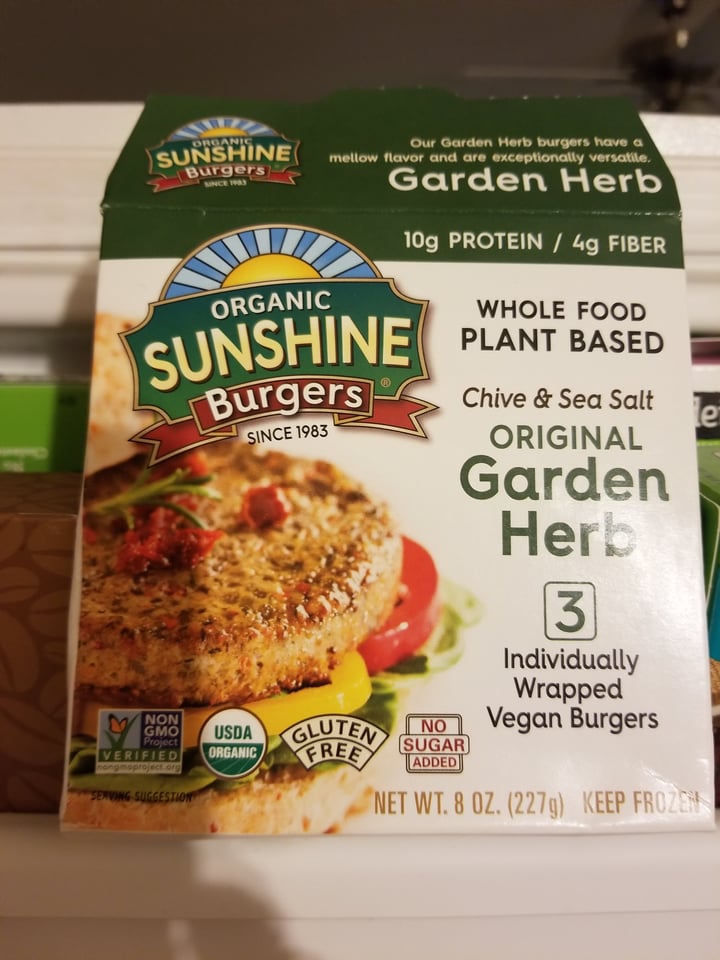 ORGANIC
SUNSHINE
Burgers
SINCE 1983
Our Garden Herb burgers have a
mellow flavor and are exceptionally versatile.
Garden Herb
10g PROTEIN / 4g FIBER
ORGANIC
SUNSHINE
Burgers®
SINCE 1983
WHOLE FOOD
PLANT BASED
Chive & Sea Salt
ORIGINAL
Garden
Herb
3
Individually
Wrapped
Vegan Burgers
NON
GMO
Project
VERIFIED
nongmoproject.org
USDA
ORGANIC
GLUTEN
FREE
NO
SUGAR
ADDED
SERVING SUGGESTION
NET WT. 8 OZ. (227g) KEEP FROZEN